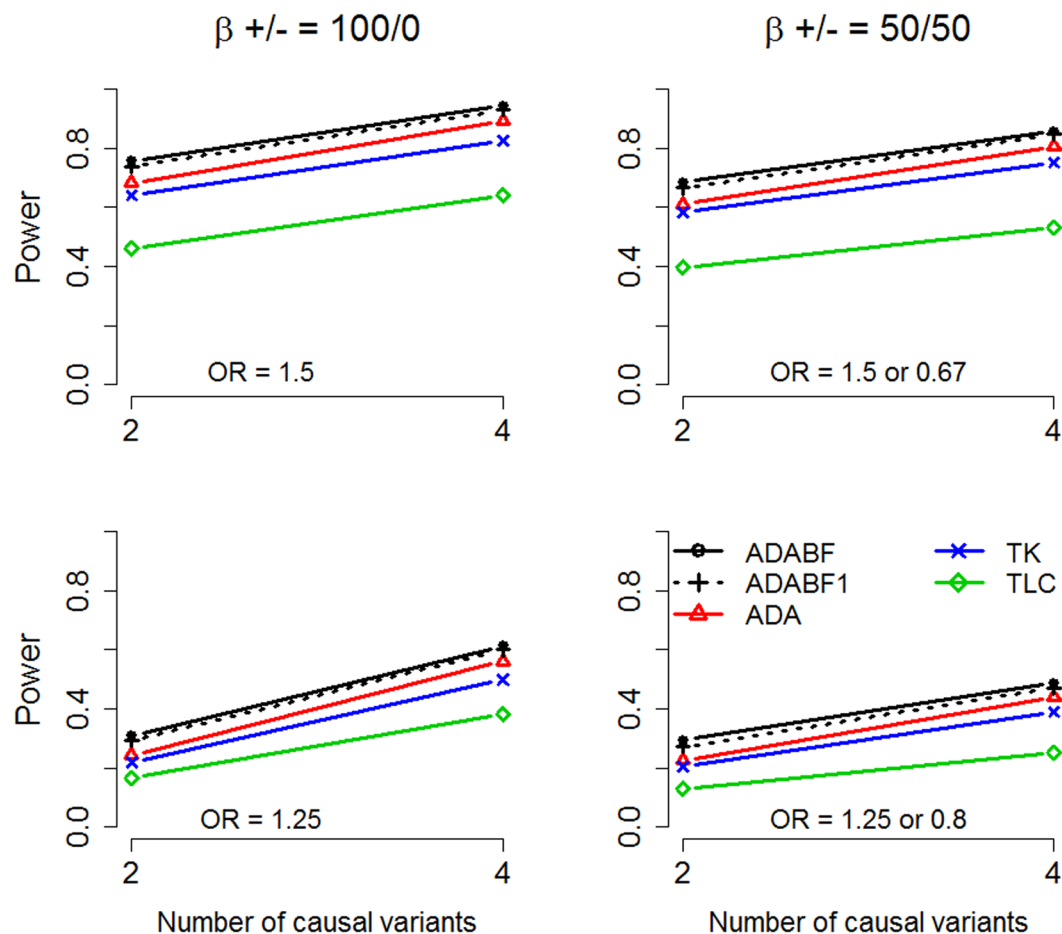 β +/- = 100/0
β +/- = 50/50
Power
0.0 0.4 0.8
OR = 1.5
2 4
0.0 0.4 0.8
OR = 1.5 or 0.67
2 4
Power
0.0 0.4 0.8
OR = 1.25
2 4
Number of causal variants
0.0 0.4 0.8
ADABF
ADABF1
ADA
TK
TLC
OR = 1.25 or 0.8
2 4
Number of causal variants